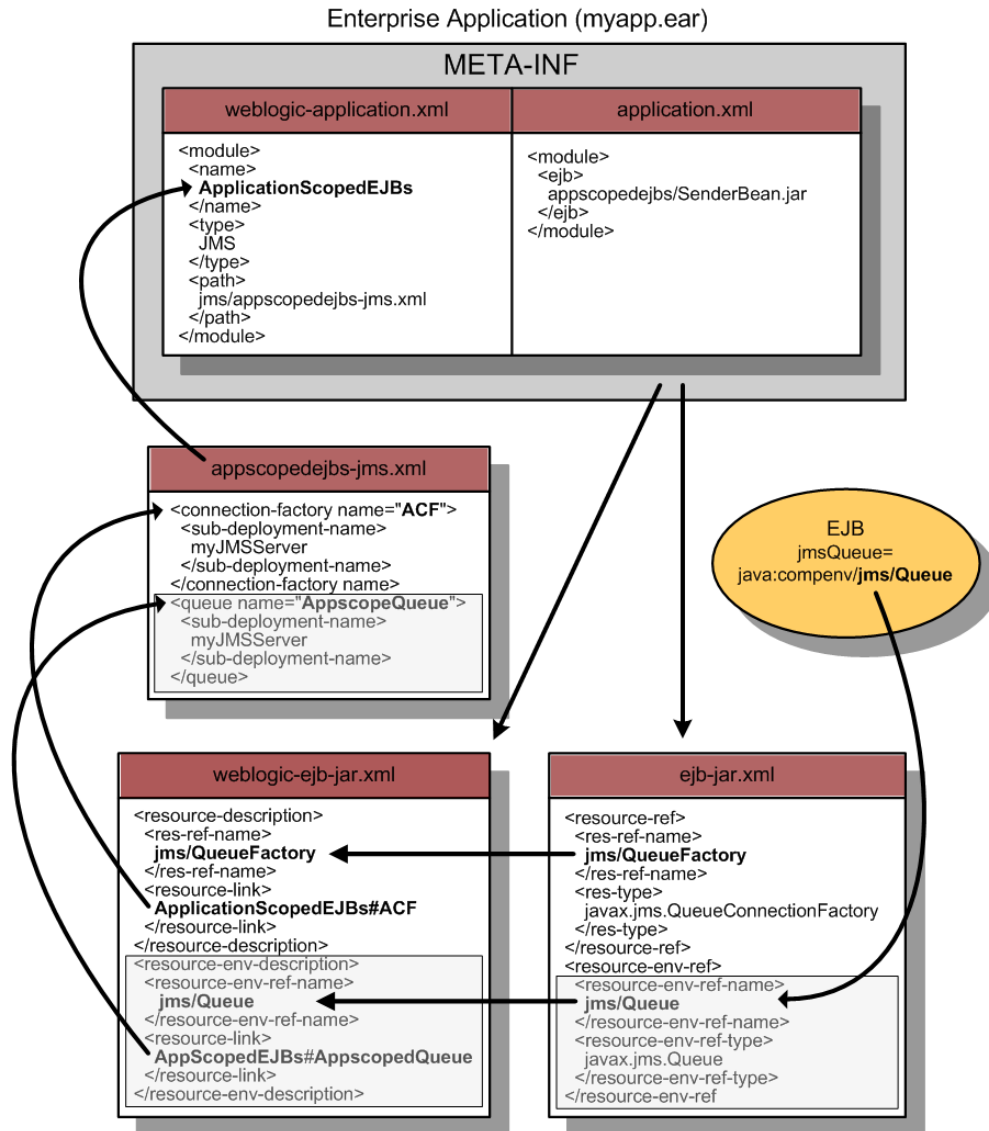 Enterprise Application (myapp.ear)
META-INF
weblogic-application.xml
<module>
<name>
ApplicationScopedEJBs
</name>
<type>
JMS
</type>
<path>
jms/appscopedejbs-jms.xml
</path>
</module>
application.xml
<module>
<ejb>
appscopedejbs/SenderBean.jar
</ejb>
</module>
appscopedejbs-jms.xml
<connection-factory name="ACF">
<sub-deployment-name>
myJMSServer
</sub-deployment-name>
</connection-factory name>
<queue name="AppscopeQueue">
<sub-deployment-name>
myJMSServer
</sub-deployment-name>
</queue>
EJB
jmsQueue=
java:compenv/jms/Queue
weblogic-ejb-jar.xml
<resource-description>
<res-ref-name>
jms/QueueFactory
</res-ref-name>
<resource-link>
ApplicationScopedEJBs#ACF
</resource-link>
</resource-description>
<resource-env-description>
<resource-env-ref-name>
jms/Queue
</resource-env-ref-name>
<resource-link>
AppScopedEJBs#AppscopedQueue
</resource-link>
</resource-env-description>
ejb-jar.xml
<resource-ref>
<res-ref-name>
jms/QueueFactory
</res-ref-name>
<res-type>
javax.jms.QueueConnectionFactory
</res-type>
</resource-ref>
<resource-env-ref>
<resource-env-ref-name>
jms/Queue
</resource-env-ref-name>
<resource-env-ref-type>
javax.jms.Queue
</resource-env-ref-type>
</resource-env-ref